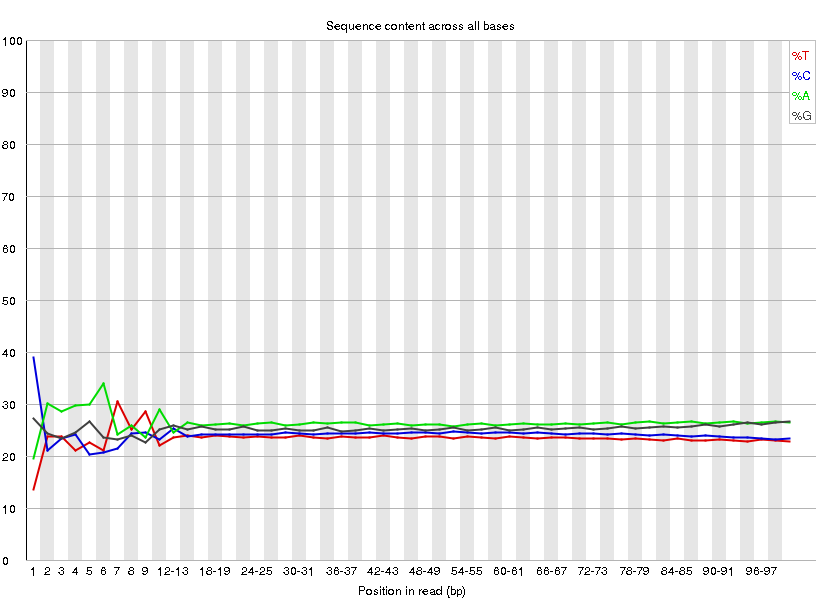 Sequence content across all bases
100
90
80
70
60
50
40
30
20
10
0
%T
%C
%A
%G
1 2 3 4 5 6 7 8 9 12-13 18-19 24-25 30-31 36-37 42-43 48-49 54-55 60-61 66-67 72-73 78-79 84-85 90-91 96-97
Position in read (bp)